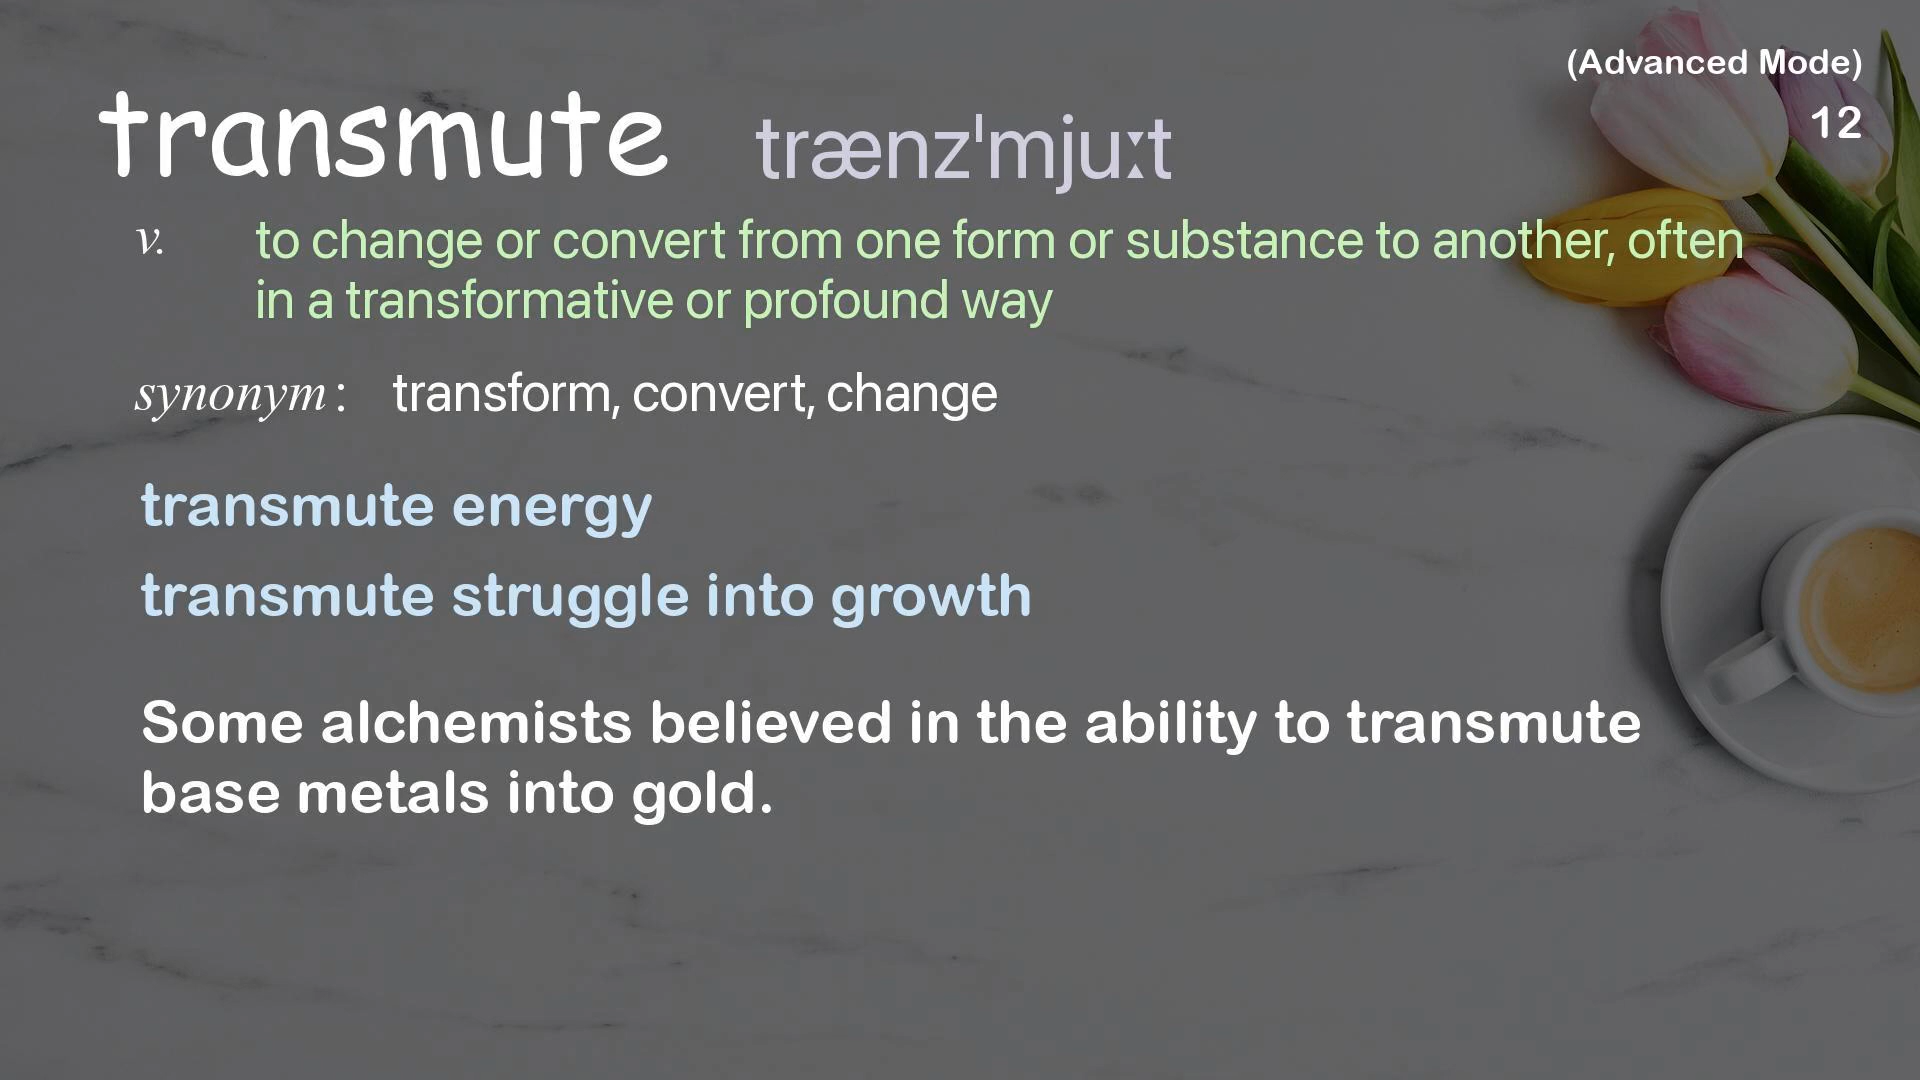 (Advanced Mode)
transmute trænzˈmjuːt
12
v. to change or convert from one form or substance to another, often
in a transformative or profound way
synonym: transform, convert, change
transmute energy
transmute struggle into growth
Some alchemists believed in the ability to transmute
base metals into gold.